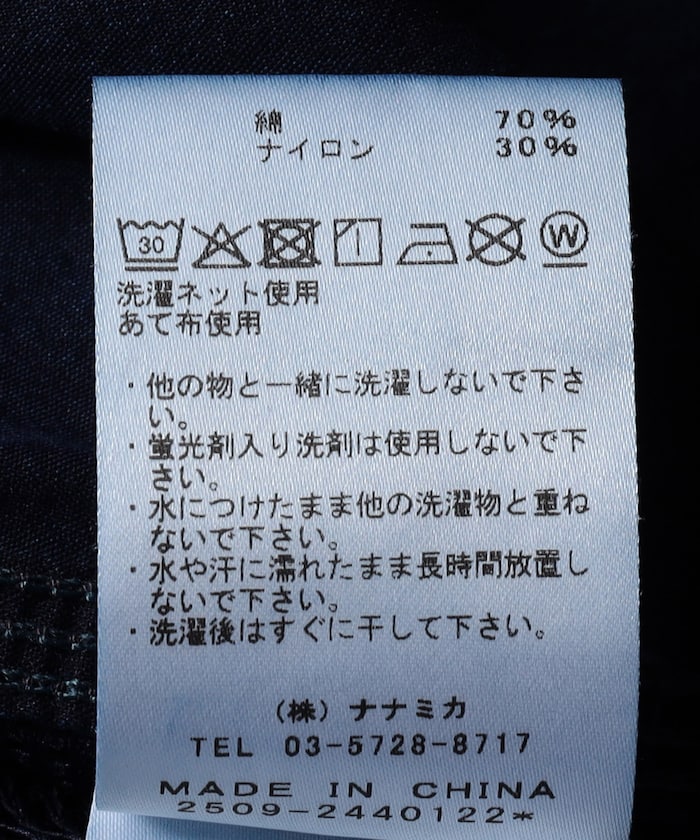 綿 70%
ナイロン 30%
30 W
洗濯ネット使用
あて布使用
・他の物と一緒に洗濯しないで下さ
い。
・蛍光剤入り洗剤は使用しないで下
さい。
・水につけたまま他の洗濯物と重ね
ないで下さい。
・水や汗に濡れたまま長時間放置し
ないで下さい。
・洗濯後はすぐに干して下さい。
(株) ナナミカ
TEL 03-5728-8717
MADE IN CHINA
2509-2440122*